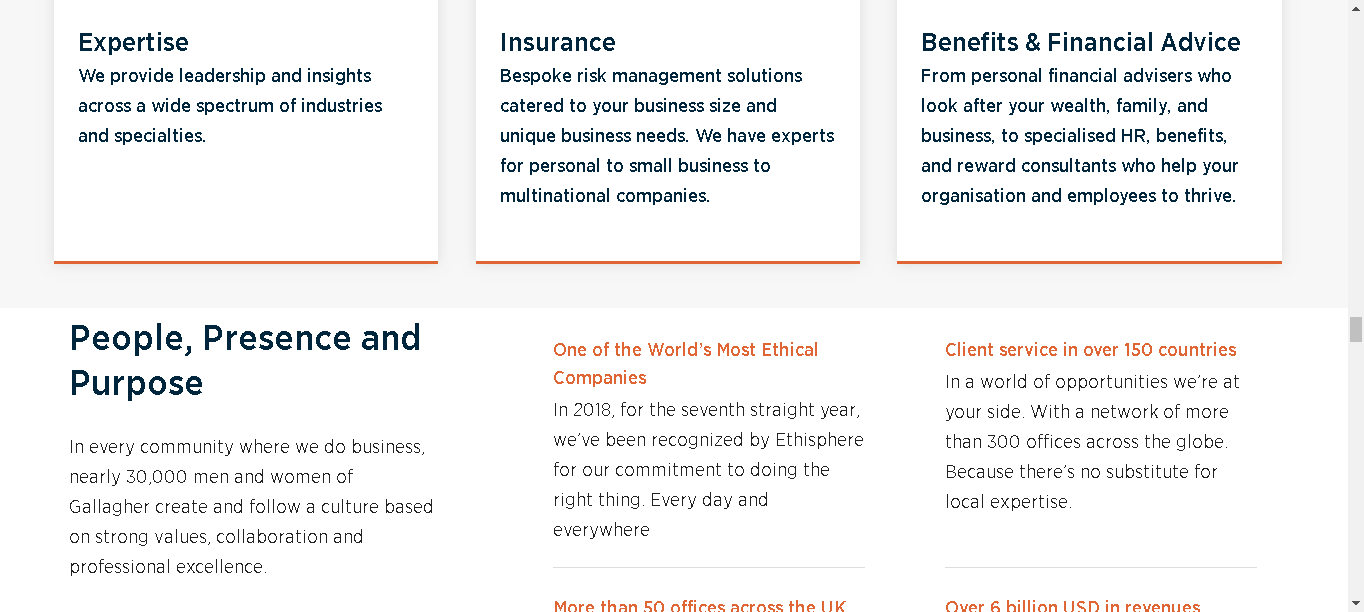 Expertise
We provide leadership and insights
across a wide spectrum of industries
and specialties.
Insurance
Bespoke risk management solutions
catered to your business size and
unique business needs. We have experts
for personal to small business to
multinational companies.
Benefits & Financial Advice
From personal financial advisers who
look after your wealth, family, and
business, to specialised HR, benefits,
and reward consultants who help your
organisation and employees to thrive.
People, Presence and
Purpose
In every community where we do business,
nearly 30,000 men and women of
Gallagher create and follow a culture based
on strong values, collaboration and
professional excellence.
One of the World's Most Ethical
Companies
In 2018, for the seventh straight year,
we've been recognized by Ethisphere
for our commitment to doing the
right thing. Every day and
everywhere
Client service in over 150 countries
In a world of opportunities we're at
your side. With a network of more
than 300 offices across the globe.
Because there's no substitute for
local expertise.
More than 50 offices across the UK
Over 6 billion USD in revenues